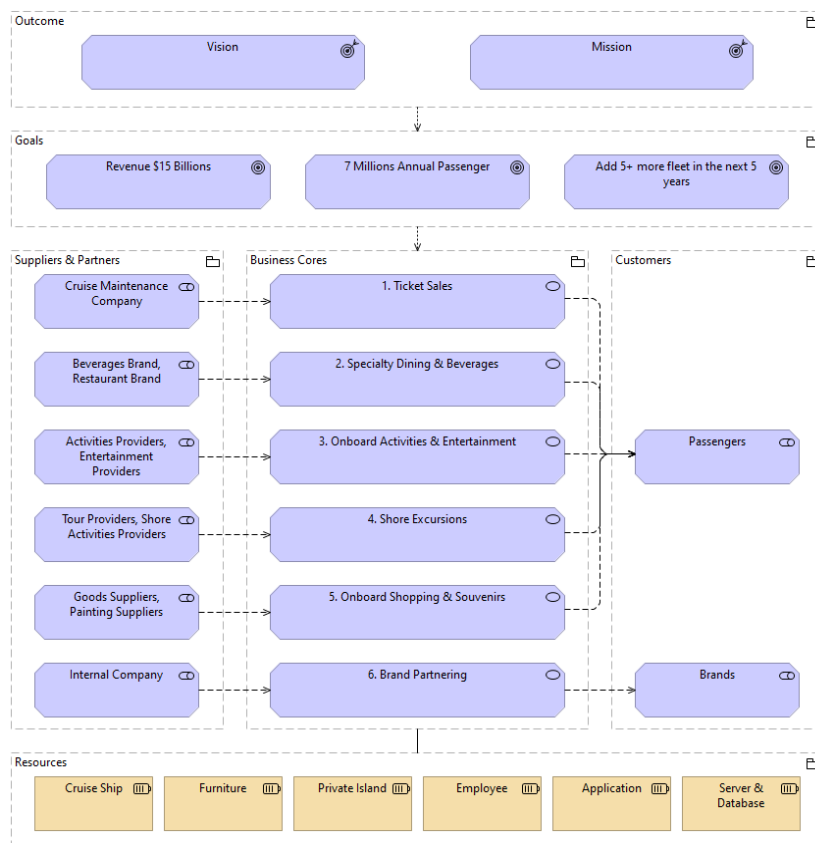 Outcome
Vision
Mission
Goals
Revenue $15 Billions
7 Millions Annual Passenger
Add 5+ more fleet in the next 5
years
Suppliers & Partners
Business Cores
Customers
Cruise Maintenance
Company
1. Ticket Sales
Beverages Brand,
Restaurant Brand
2. Specialty Dining & Beverages
Activities Providers,
Entertainment
Providers
3. Onboard Activities & Entertainment
Passengers
Tour Providers, Shore
Activities Providers
4. Shore Excursions
Goods Suppliers,
Painting Suppliers
5. Onboard Shopping & Souvenirs
Internal Company
6. Brand Partnering
Brands
Resources
Cruise Ship
Furniture
Private Island
Employee
Application
Server &
Database